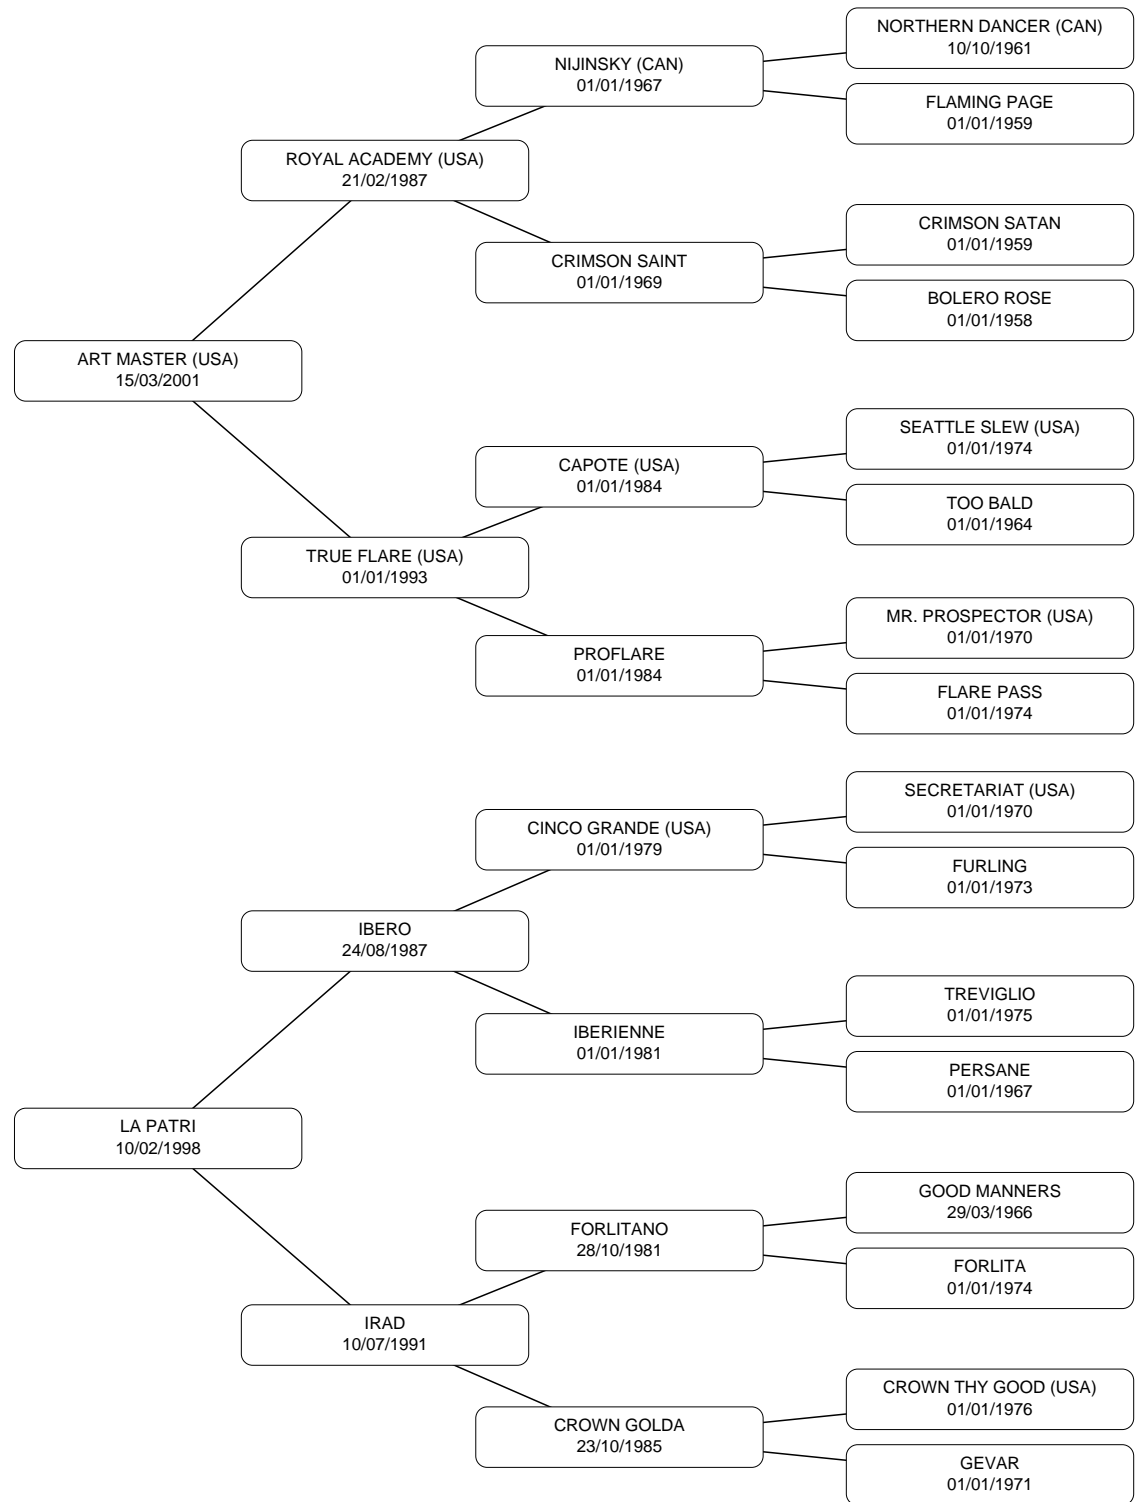 NORTHERN DANCER (CAN)
10/10/1961
NIJINSKY (CAN)
01/01/1967
FLAMING PAGE
01/01/1959
ROYAL ACADEMY (USA)
21/02/1987
CRIMSON SATAN
01/01/1959
CRIMSON SAINT
01/01/1969
BOLERO ROSE
01/01/1958
ART MASTER (USA)
15/03/2001
SEATTLE SLEW (USA)
01/01/1974
CAPOTE (USA)
01/01/1984
TOO BALD
01/01/1964
TRUE FLARE (USA)
01/01/1993
MR. PROSPECTOR (USA)
01/01/1970
PROFLARE
01/01/1984
FLARE PASS
01/01/1974
SECRETARIAT (USA)
01/01/1970
CINCO GRANDE (USA)
01/01/1979
FURLING
01/01/1973
IBERO
24/08/1987
TREVIGLIO
01/01/1975
IBERIENNE
01/01/1981
PERSANE
01/01/1967
LA PATRI
10/02/1998
GOOD MANNERS
29/03/1966
FORLITANO
28/10/1981
FORLITA
01/01/1974
IRAD
10/07/1991
CROWN THY GOOD (USA)
01/01/1976
CROWN GOLDA
23/10/1985
GEVAR
01/01/1971